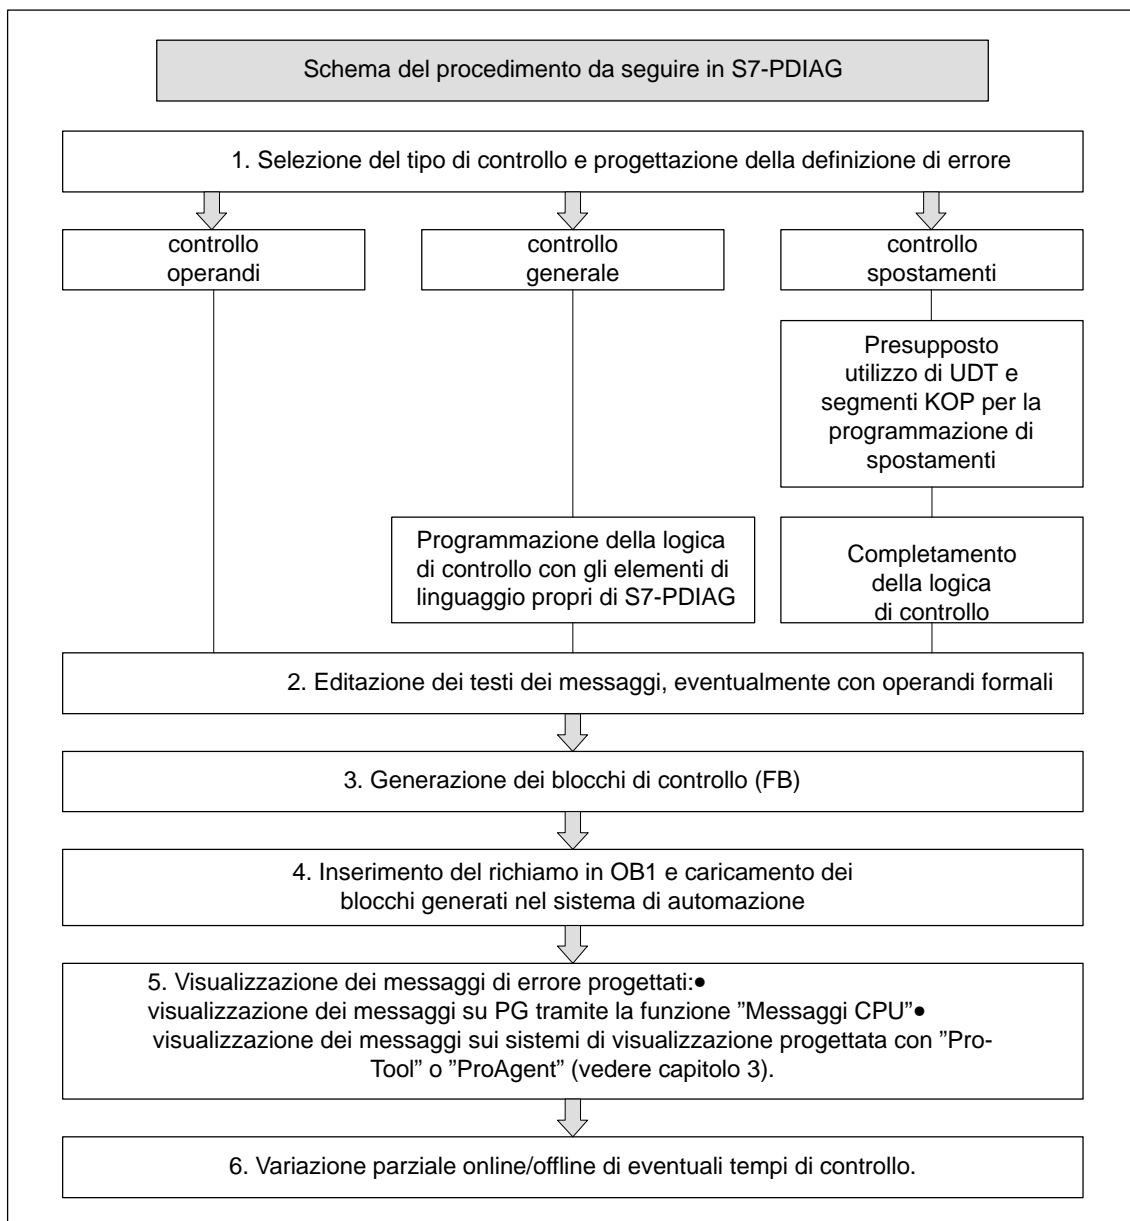 Schema del procedimento da seguire in S7-PDIAG
1. Selezione del tipo di controllo e progettazione della definizione di errore
controllo
operandi
controllo
generale
controllo
spostamenti
Presupposto
utilizzo di UDT e
segmenti KOP per la
programmazione di
spostamenti
Programmazione della logica
di controllo con gli elementi di
linguaggio propri di S7-PDIAG
Completamento
della logica
di controllo
2. Editazione dei testi dei messaggi, eventualmente con operandi formali
3. Generazione dei blocchi di controllo (FB)
4. Inserimento del richiamo in OB1 e caricamento dei
blocchi generati nel sistema di automazione
5. Visualizzazione dei messaggi di errore progettati:●
visualizzazione dei messaggi su PG tramite la funzione ”Messaggi CPU”●
visualizzazione dei messaggi sui sistemi di visualizzazione progettata con ”Pro-
Tool” o ”ProAgent” (vedere capitolo 3).
6. Variazione parziale online/offline di eventuali tempi di controllo.